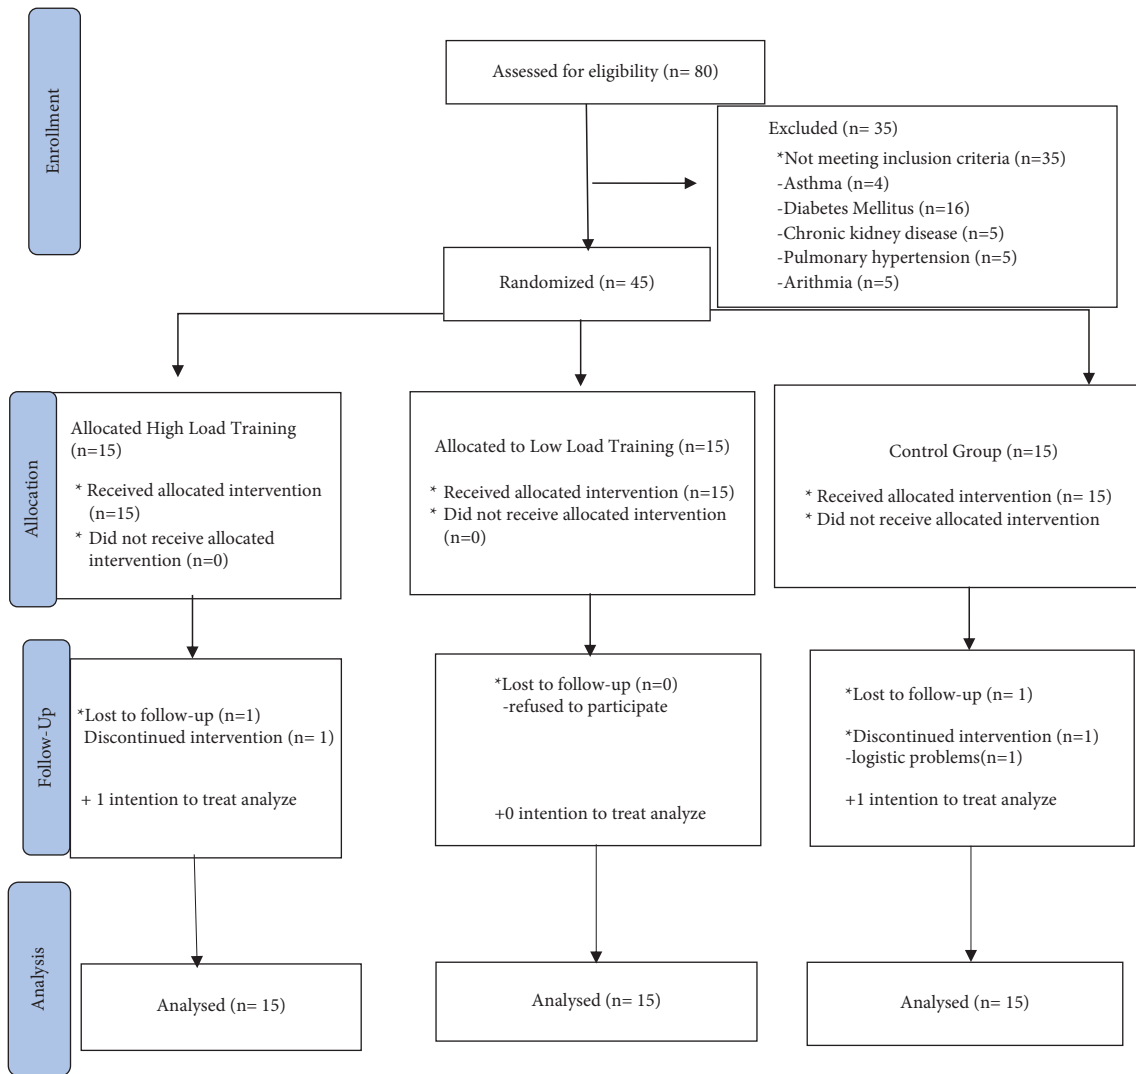 Enrollment
Assessed for eligibility (n= 80)
Excluded (n= 35)
*Not meeting inclusion criteria (n=35)
-Asthma (n=4)
-Diabetes Mellitus (n=16)
-Chronic kidney disease (n=5)
-Pulmonary hypertension (n=5)
-Arithmia (n=5)
Randomized (n= 45)
Allocation
Allocated High Load Training
(n=15)
* Received allocated intervention
(n=15)
* Did not receive allocated
intervention (n=0)
Allocated to Low Load Training (n=15)
* Received allocated intervention (n=15)
* Did not receive allocated intervention
(n=0)
Control Group (n=15)
* Received allocated intervention (n= 15)
* Did not receive allocated intervention
Follow-Up
*Lost to follow-up (n=1)
Discontinued intervention (n= 1)
+ 1 intention to treat analyze
*Lost to follow-up (n=0)
-refused to participate
+0 intention to treat analyze
*Lost to follow-up (n= 1)
*Discontinued intervention (n=1)
-logistic problems(n=1)
+1 intention to treat analyze
Analysis
Analysed (n= 15)
Analysed (n= 15)
Analysed (n= 15)